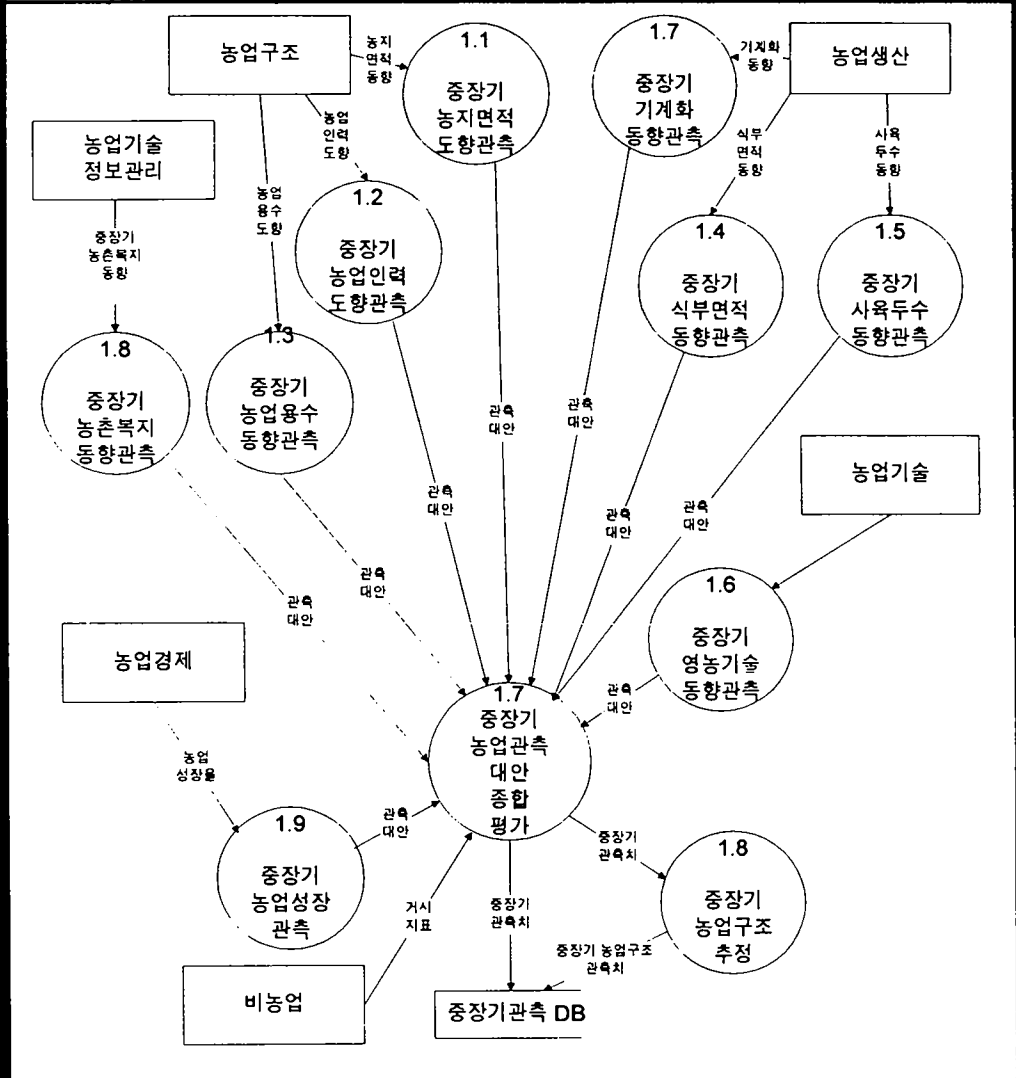 농업구조
농지
면적
동향
1.1
중장기
농지면적
도향관측
1.7
중장기
기계화
동향관측
기계화
동향
농업생산
농업기술
정보관리
농업
인력
도향
농업
용수
도향
식부
면적
동향
사육
두수
동향
중장기
농촌복지
동향
1.2
중장기
농업인력
도향관측
1.4
중장기
식부면적
동향관측
1.5
중장기
사육두수
동향관측
1.8
중장기
농촌복지
동향관측
1.3
중장기
농업용수
동향관측
관측
대안
관측
대안
농업기술
관측
대안
관측
대안
관측
대안
관측
대안
관측
대안
1.6
중장기
영농기술
동향관측
농업경제
관측
대안
1.7
중장기
농업관측
대안
종합
평가
농업
성장율
1.9
중장기
농업성장
관측
관측
대안
중장기
관측치
1.8
중장기
농업구조
추정
거시
지표
중장기
관측치
중장기 농업구조
관측치
비농업
중장기관측 DB